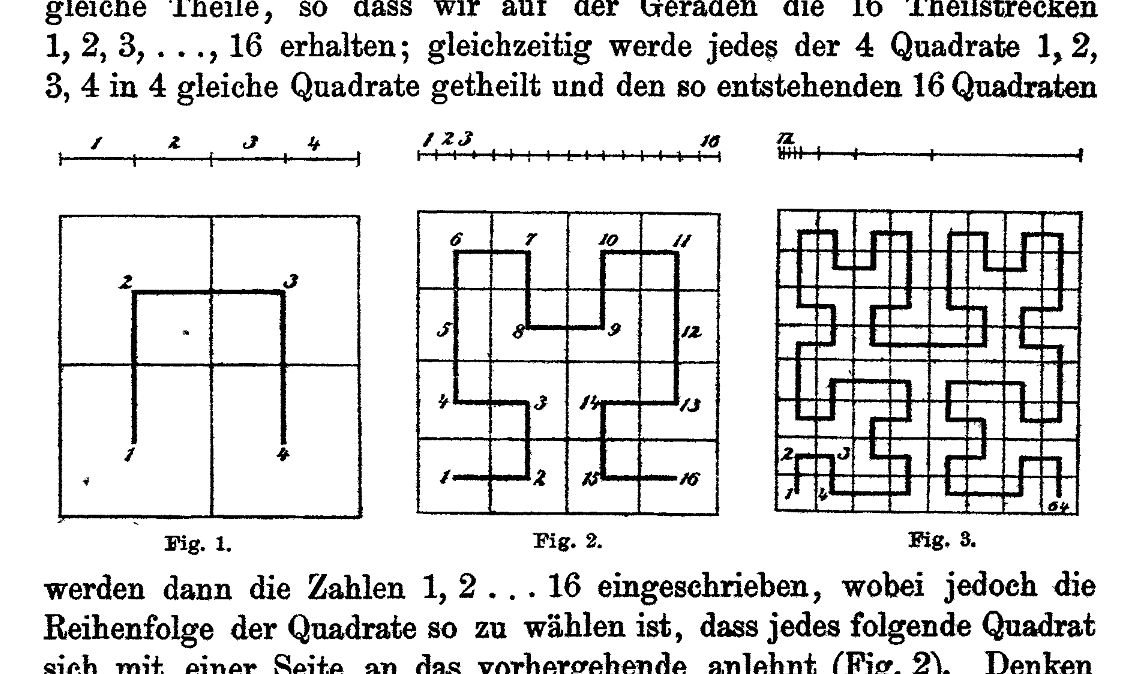 gleiche Theile, so dass wir auf der Geraden die 16 Theilstrecken
1, 2, 3, . . ., 16 erhalten; gleichzeitig werde jedes der 4 Quadrate 1, 2,
3, 4 in 4 gleiche Quadrate getheilt und den so entstehenden 16 Quadraten
1 2 3 4
1 2 3 16
2 3
1 4
6 7 10 11
5 8 9 12
4 3 14 13
1 2 15 16
2 3
1 4 64
Fig. 1. Fig. 2. Fig. 3.
werden dann die Zahlen 1, 2 . . . 16 eingeschrieben, wobei jedoch die
Reihenfolge der Quadrate so zu wählen ist, dass jedes folgende Quadrat
sich mit einer Seite an das vorhergehende anlehnt (Fig. 2). Denken